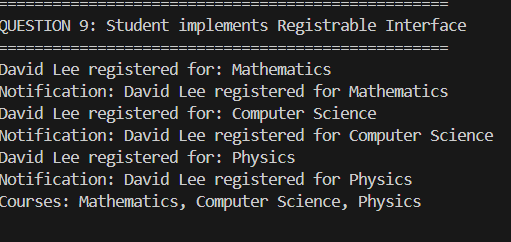 ===================================================
QUESTION 9: Student implements Registrable Interface
===================================================
David Lee registered for: Mathematics
Notification: David Lee registered for Mathematics
David Lee registered for: Computer Science
Notification: David Lee registered for Computer Science
David Lee registered for: Physics
Notification: David Lee registered for Physics
Courses: Mathematics, Computer Science, Physics